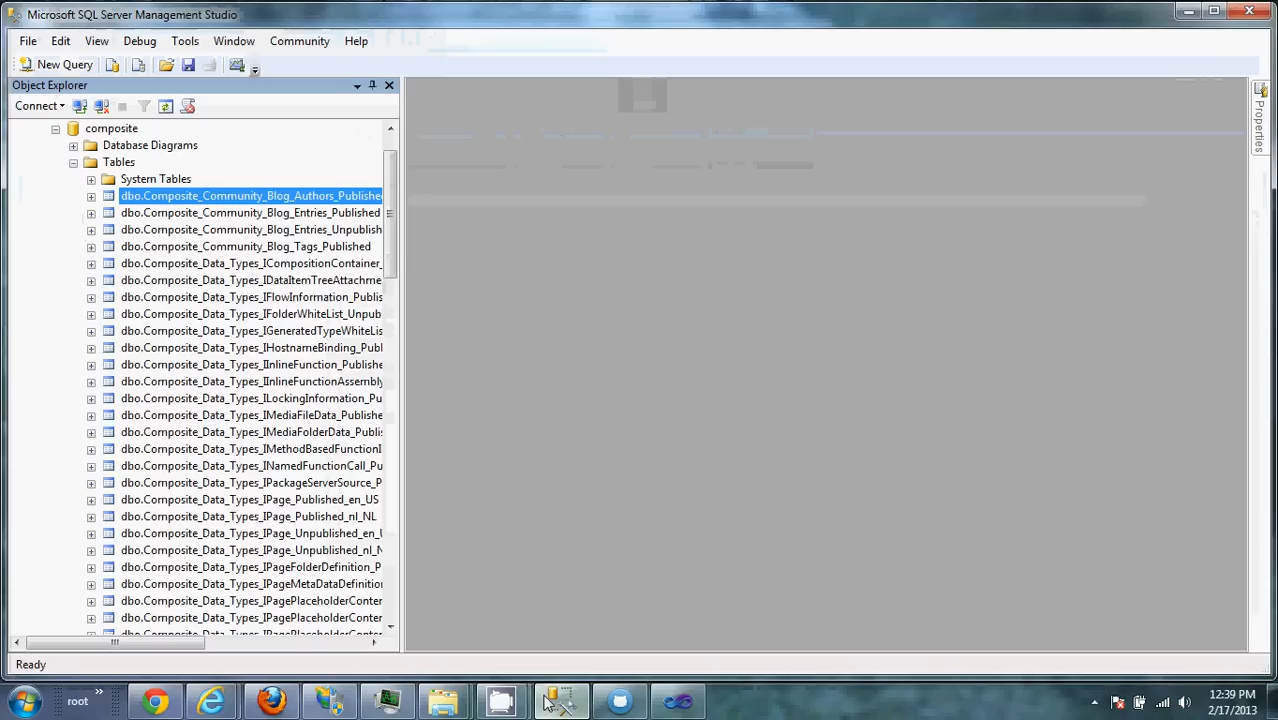 Microsoft SQL Server Management Studio
File Edit View Debug Tools Window Community Help
New Query
Object Explorer
Connect
composite
Database Diagrams
Tables
System Tables
dbo.Composite_Community_Blog_Authors_Publishe
dbo.Composite_Community_Blog_Entries_Published
dbo.Composite_Community_Blog_Entries_Unpublish
dbo.Composite_Community_Blog_Tags_Published
dbo.Composite_Data_Types_ICompositionContainer_
dbo.Composite_Data_Types_IDataItemTreeAttachme
dbo.Composite_Data_Types_IFlowInformation_Publis
dbo.Composite_Data_Types_IFolderWhiteList_Unpub
dbo.Composite_Data_Types_IGeneratedTypeWhiteLis
dbo.Composite_Data_Types_IHostnameBinding_Publ
dbo.Composite_Data_Types_IInlineFunction_Publishe
dbo.Composite_Data_Types_IInlineFunctionAssembly
dbo.Composite_Data_Types_ILockingInformation_Pu
dbo.Composite_Data_Types_IMediaFileData_Publishe
dbo.Composite_Data_Types_IMediaFolderData_Publi
dbo.Composite_Data_Types_IMethodBasedFunctionI
dbo.Composite_Data_Types_INamedFunctionCall_Pu
dbo.Composite_Data_Types_IPackageServerSource_P
dbo.Composite_Data_Types_IPage_Published_en_US
dbo.Composite_Data_Types_IPage_Published_nl_NL
dbo.Composite_Data_Types_IPage_Unpublished_en_U
dbo.Composite_Data_Types_IPage_Unpublished_nl_N
dbo.Composite_Data_Types_IPageFolderDefinition_P
dbo.Composite_Data_Types_IPageMetaDataDefinition
dbo.Composite_Data_Types_IPagePlaceholderConter
dbo.Composite_Data_Types_IPagePlaceholderConter
dbo.Composite_Data_Types_IPagePlaceholderConter
Properties
Ready
root
12:39 PM
2/17/2013